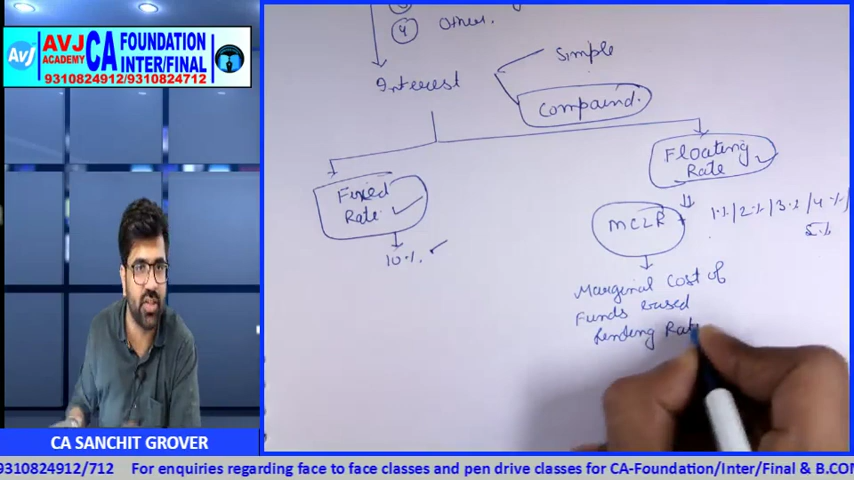 AVJ
ACADEMY
CA
FOUNDATION
INTER/FINAL
9310824912/9310824712
AVJ
4 Other.
Simple
Interest
Compound.
Floating
Rate
Fixed
Rate
MCLR
1%/2%/3%/4%/
5%
10%.
Marginal Cost of
Funds based
Lending Rate
CA SANCHIT GROVER
9310824912/712 For enquiries regarding face to face classes and pen drive classes for CA-Foundation/Inter/Final & B.COM